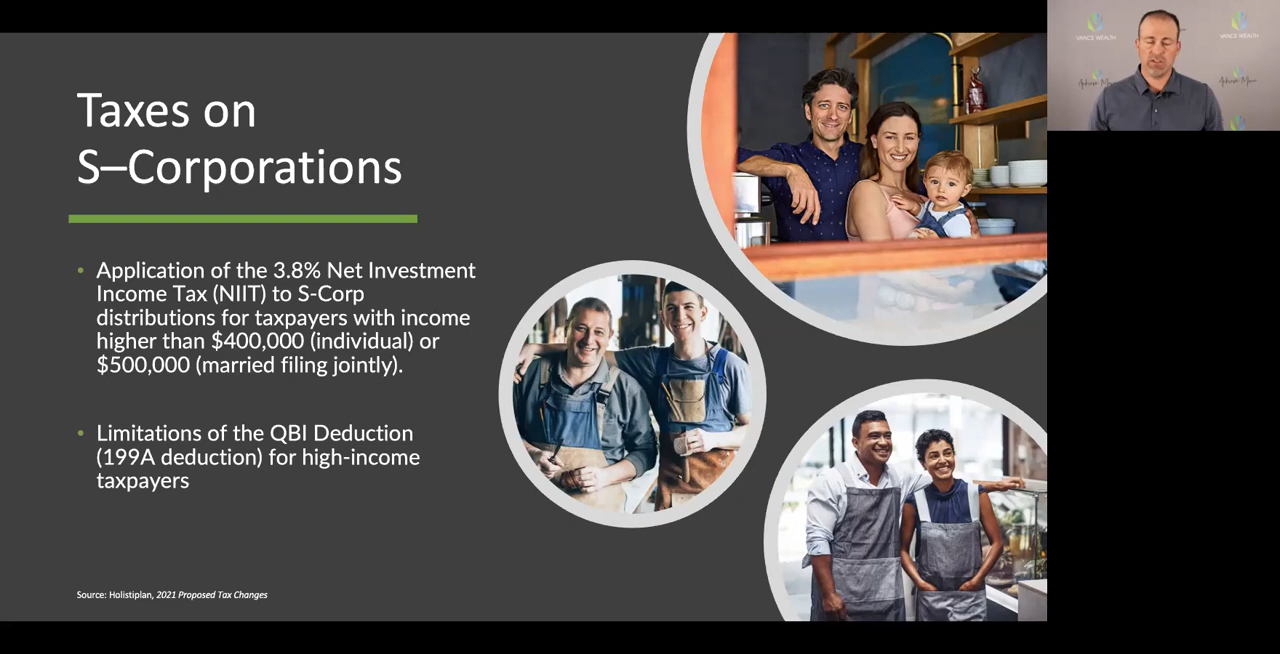 Taxes on
S–Corporations
• Application of the 3.8% Net Investment
Income Tax (NIIT) to S-Corp
distributions for taxpayers with income
higher than $400,000 (individual) or
$500,000 (married filing jointly).
• Limitations of the QBI Deduction
(199A deduction) for high-income
taxpayers
Source: Holistiplan, 2021 Proposed Tax Changes
VANCE WEALTH
VANCE WEALTH